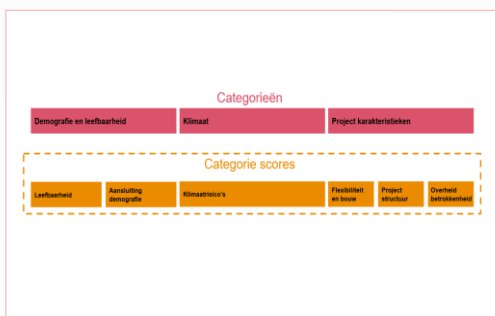 Categorieën
Demografie en leefbaarheid
Klimaat
Project karakteristieken
Categorie scores
Leefbaarheid
Aansluiting
demografie
Klimaatrisico's
Flexibiliteit
en bouw
Project
structuur
Overheid
betrokkenheid